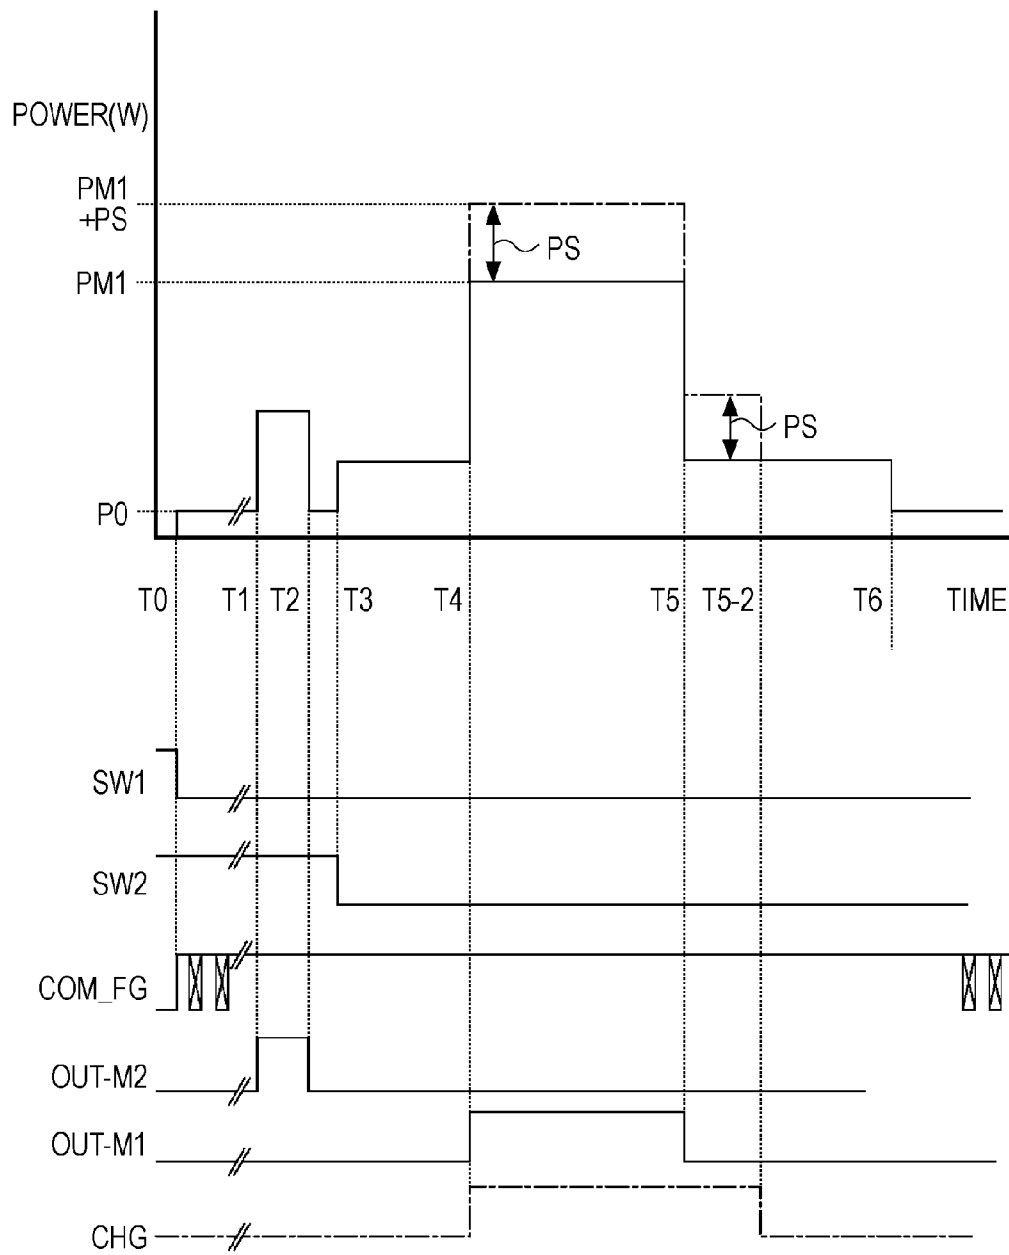 POWER(W)
PM1
+PS
PS
PM1
PS
P0
T0 T1 T2 T3 T4 T5 T5-2 T6 TIME
SW1
SW2
COM_FG
OUT-M2
OUT-M1
CHG